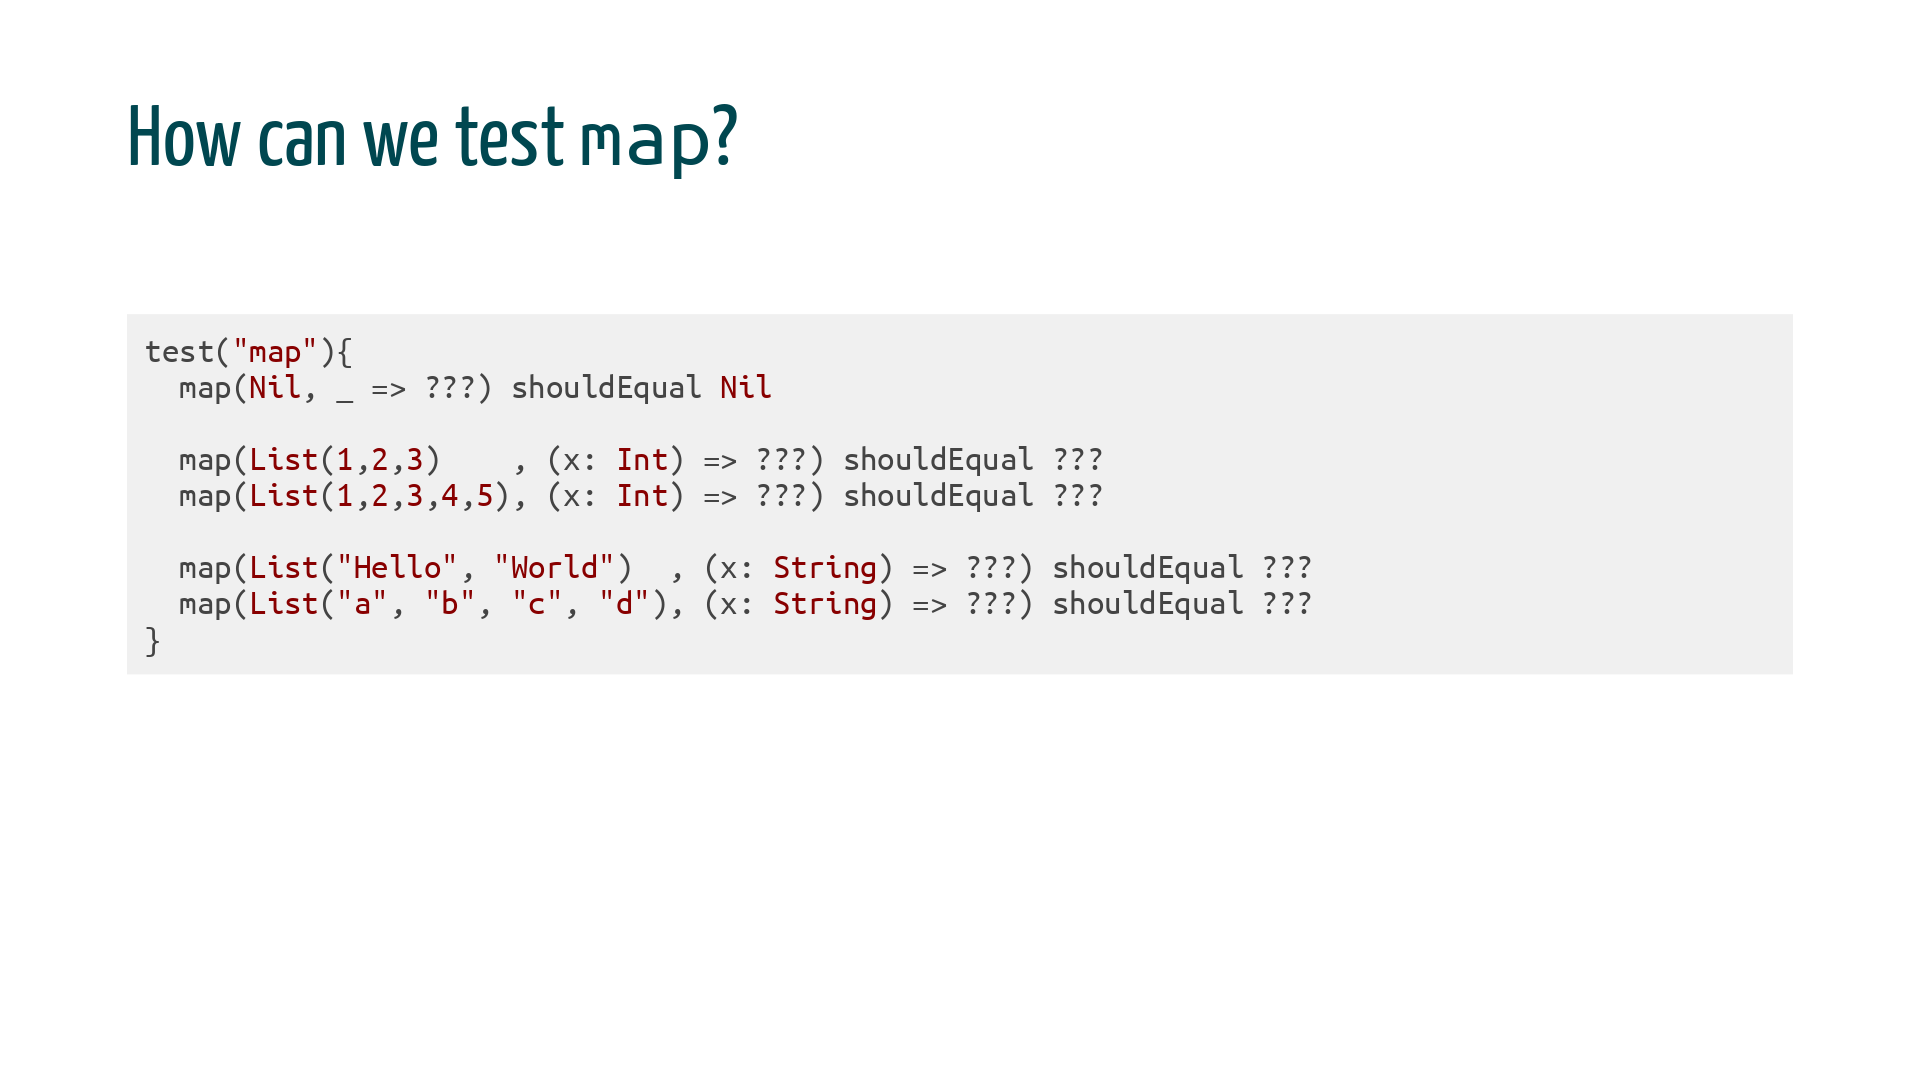 How can we test map?
test("map"){
  map(Nil, _ => ???) shouldEqual Nil
  map(List(1,2,3)    , (x: Int) => ???) shouldEqual ???
  map(List(1,2,3,4,5), (x: Int) => ???) shouldEqual ???
  map(List("Hello", "World")  , (x: String) => ???) shouldEqual ???
  map(List("a", "b", "c", "d"), (x: String) => ???) shouldEqual ???
}